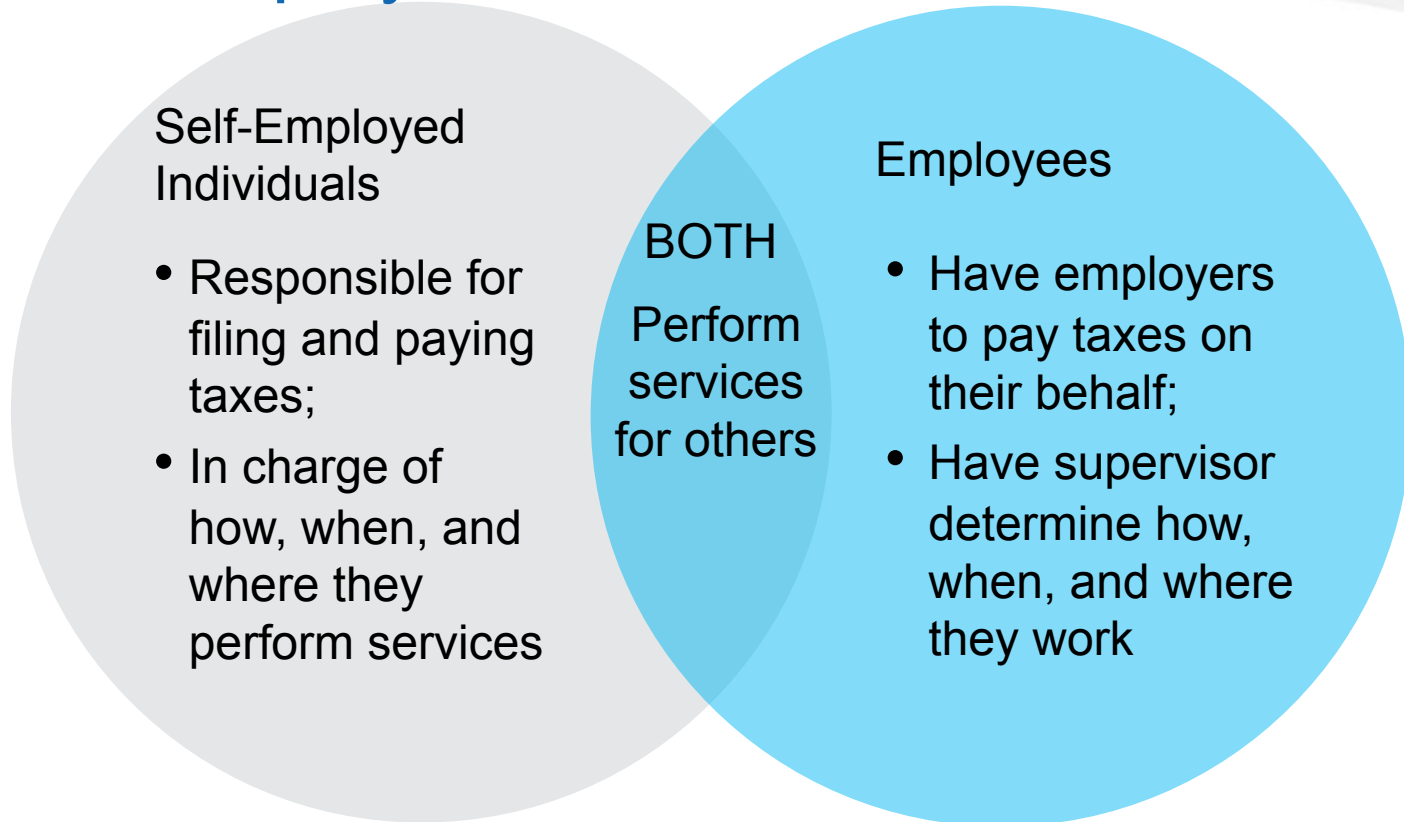 Self-Employed
Individuals
• Responsible for
filing and paying
taxes;
• In charge of
how, when, and
where they
perform services
BOTH
Perform
services
for others
Employees
• Have employers
to pay taxes on
their behalf;
• Have supervisor
determine how,
when, and where
they work